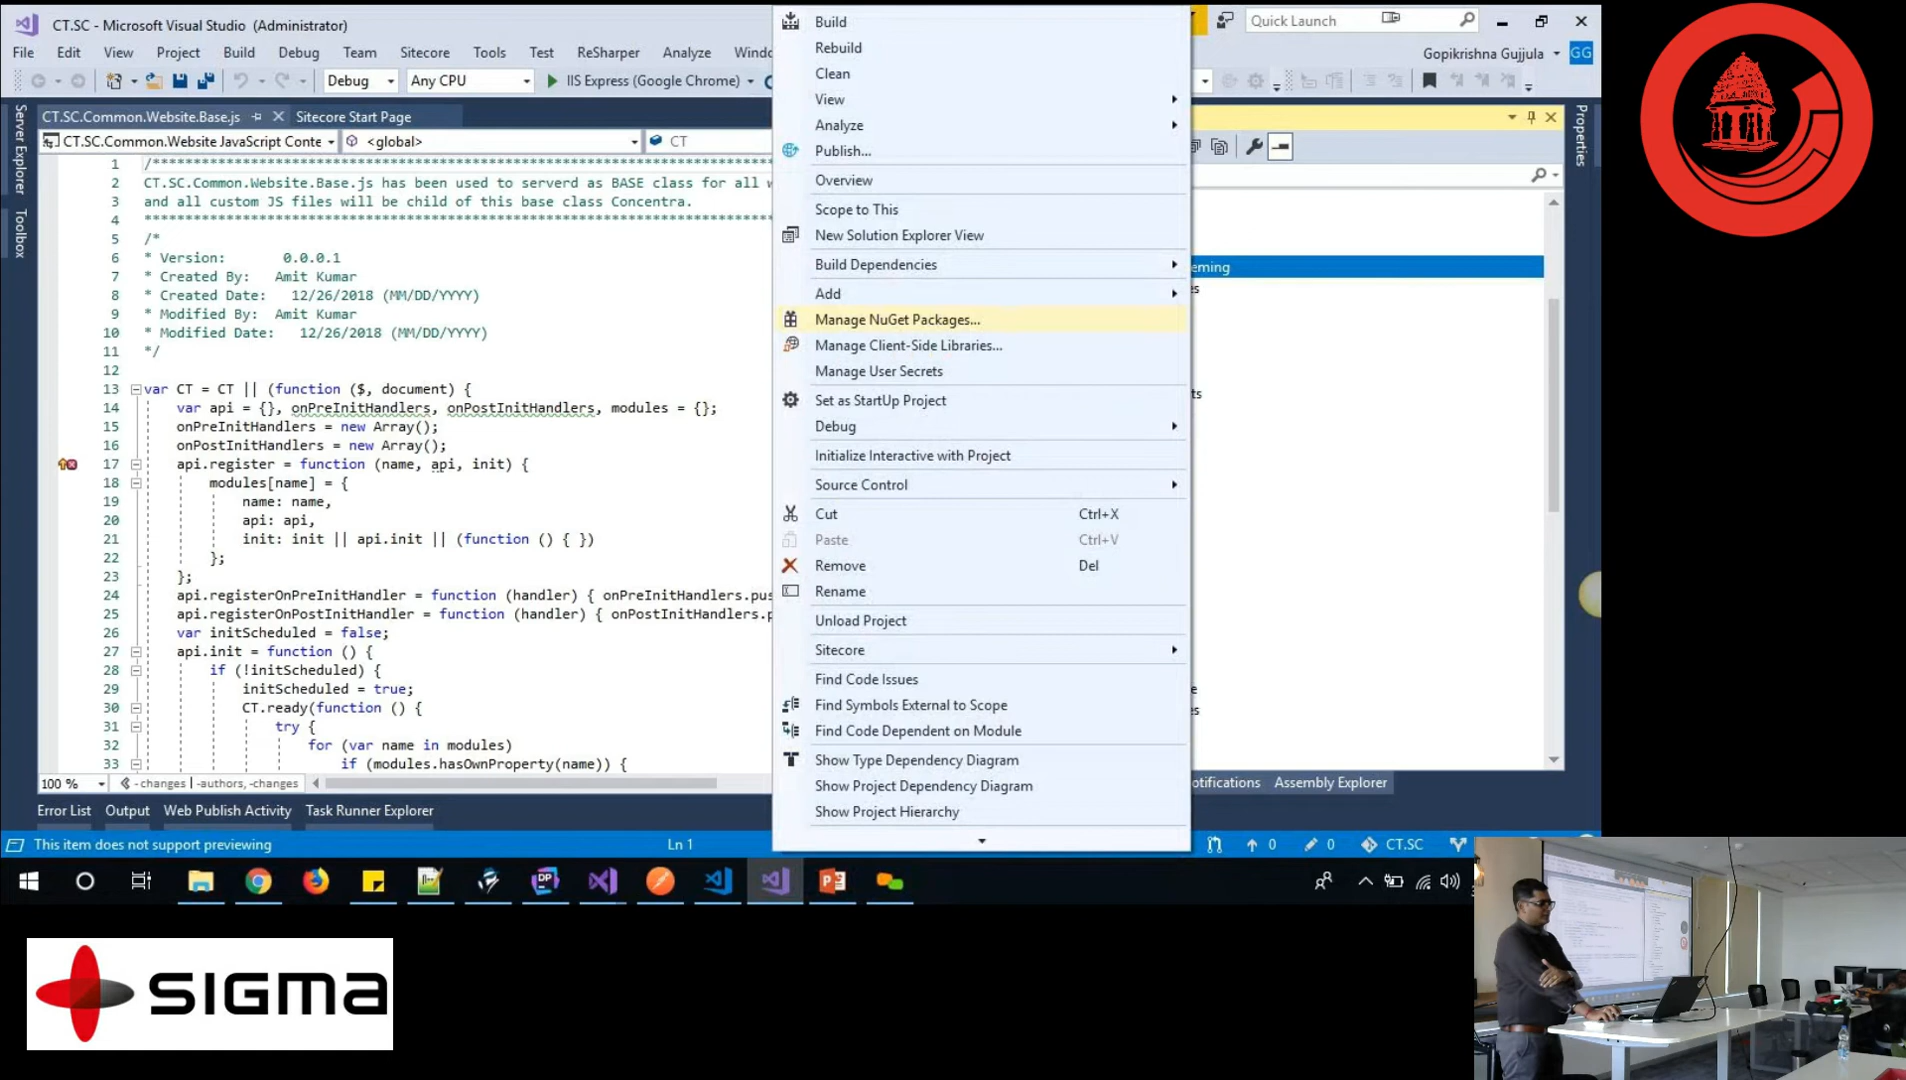 CT.SC - Microsoft Visual Studio (Administrator)
Quick Launch
File Edit View Project Build Debug Team Sitecore Tools Test ReSharper Analyze Windo
Gopikrishna Gujjula GG
Debug Any CPU IIS Express (Google Chrome)
CT.SC.Common.Website.Base.js Sitecore Start Page
CT.SC.Common.Website JavaScript Conte <global> CT
Server Explorer
Toolbox
Properties
1 /****************************************************************************
2 CT.SC.Common.Website.Base.js has been used to serverd as BASE class for all w
3 and all custom JS files will be child of this base class Concentra.
4 ****************************************************************************
5 /*
6 * Version: 0.0.0.1
7 * Created By: Amit Kumar
8 * Created Date: 12/26/2018 (MM/DD/YYYY)
9 * Modified By: Amit Kumar
10 * Modified Date: 12/26/2018 (MM/DD/YYYY)
11 */
12
13 var CT = CT || (function ($, document) {
14 var api = {}, onPreInitHandlers, onPostInitHandlers, modules = {};
15 onPreInitHandlers = new Array();
16 onPostInitHandlers = new Array();
17 api.register = function (name, api, init) {
18 modules[name] = {
19 name: name,
20 api: api,
21 init: init || api.init || (function () { })
22 };
23 };
24 api.registerOnPreInitHandler = function (handler) { onPreInitHandlers.pus
25 api.registerOnPostInitHandler = function (handler) { onPostInitHandlers.p
26 var initScheduled = false;
27 api.init = function () {
28 if (!initScheduled) {
29 initScheduled = true;
30 CT.ready(function () {
31 try {
32 for (var name in modules)
33 if (modules.hasOwnProperty(name)) {
100 % - changes | -authors, -changes
Error List Output Web Publish Activity Task Runner Explorer
This item does not support previewing Ln 1
Build
Rebuild
Clean
View
Analyze
Publish...
Overview
Scope to This
New Solution Explorer View
Build Dependencies
Add
Manage NuGet Packages...
Manage Client-Side Libraries...
Manage User Secrets
Set as StartUp Project
Debug
Initialize Interactive with Project
Source Control
Cut Ctrl+X
Paste Ctrl+V
Remove Del
Rename
Unload Project
Sitecore
Find Code Issues
Find Symbols External to Scope
Find Code Dependent on Module
Show Type Dependency Diagram
Show Project Dependency Diagram
Show Project Hierarchy
eming
es
ts
e
es
otifications Assembly Explorer
0 0 CT.SC
DP
SIGMA